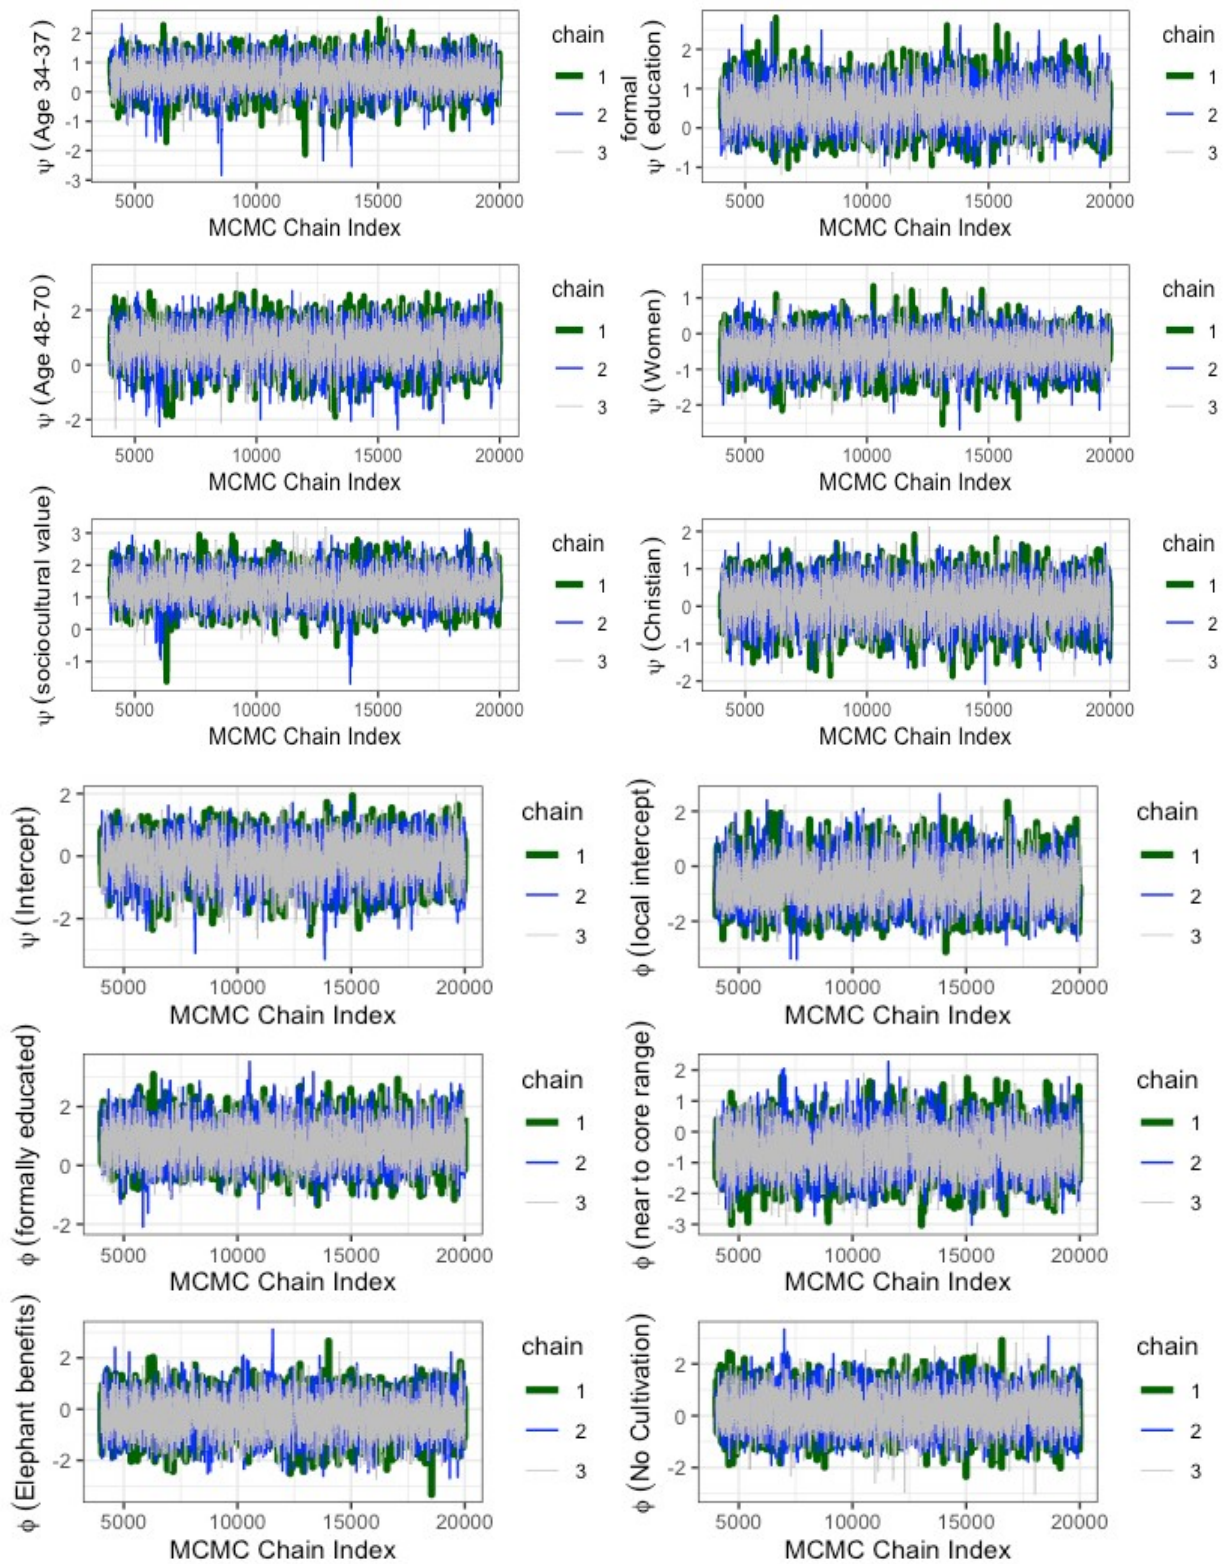 ψ (Age 34-37)
2
1
0
-1
-2
-3
5000 10000 15000 20000
MCMC Chain Index
chain
1
2
3
formal
ψ ( education)
2
1
0
-1
5000 10000 15000 20000
MCMC Chain Index
chain
1
2
3
ψ (Age 48-70)
2
0
-2
5000 10000 15000 20000
MCMC Chain Index
chain
1
2
3
ψ (Women)
1
0
-1
-2
5000 10000 15000 20000
MCMC Chain Index
chain
1
2
3
ψ (sociocultural value)
3
2
1
0
-1
5000 10000 15000 20000
MCMC Chain Index
chain
1
2
3
ψ (Christian)
2
1
0
-1
-2
5000 10000 15000 20000
MCMC Chain Index
chain
1
2
3
ψ (Intercept)
2
0
-2
5000 10000 15000 20000
MCMC Chain Index
chain
1
2
3
ϕ (local intercept)
2
0
-2
5000 10000 15000 20000
MCMC Chain Index
chain
1
2
3
ϕ (formally educated)
2
0
-2
5000 10000 15000 20000
MCMC Chain Index
chain
1
2
3
ϕ (near to core range)
2
1
0
-1
-2
-3
5000 10000 15000 20000
MCMC Chain Index
chain
1
2
3
ϕ (Elephant benefits)
2
0
-2
5000 10000 15000 20000
MCMC Chain Index
chain
1
2
3
ϕ (No Cultivation)
2
0
-2
5000 10000 15000 20000
MCMC Chain Index
chain
1
2
3